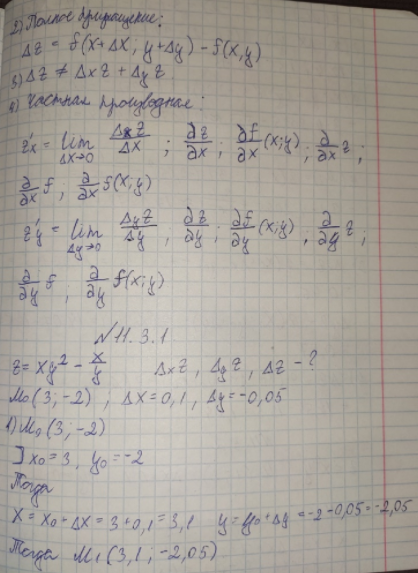 2) Полное приращение:
Δz = f(x+Δx; y+Δy) - f(x,y)
3) Δz ≠ Δxz + Δyz
4) Частная производная:
z'x = lim Δx→0 Δxz/Δx ; ∂z/∂x ; ∂f/∂x (x;y) ; ∂/∂x z ;
∂/∂x f , ∂/∂x f(x;y)
z'y = lim Δy→0 Δyz/Δy ; ∂z/∂y ; ∂f/∂y (x;y) , ∂/∂y z ;
∂/∂y f ; ∂/∂y f(x;y)
№11.3.1
z = xy² - x/y Δxz , Δyz , Δz - ?
M₀(3;-2) , Δx = 0,1 , Δy = -0,05
1) M₀(3;-2)
] x₀ = 3, y₀ = -2
Тогда
x = x₀ + Δx = 3 + 0,1 = 3,1 y = y₀ + Δy = -2 - 0,05 = -2,05
Тогда M₁(3,1; -2,05)